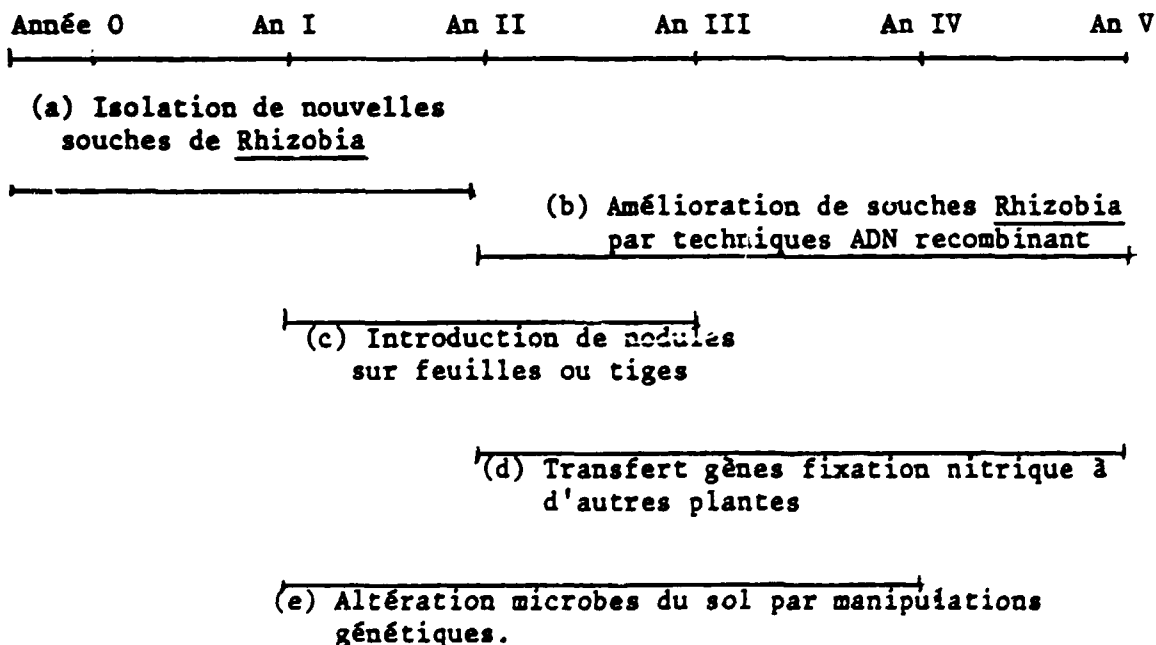 Année 0 An I An II An III An IV An V
(a) Isolation de nouvelles
souches de Rhizobia
(b) Amélioration de souches Rhizobia
par techniques ADN recombinant
(c) Introduction de nodules
sur feuilles ou tiges
(d) Transfert gènes fixation nitrique à
d'autres plantes
(e) Altération microbes du sol par manipulations
génétiques.